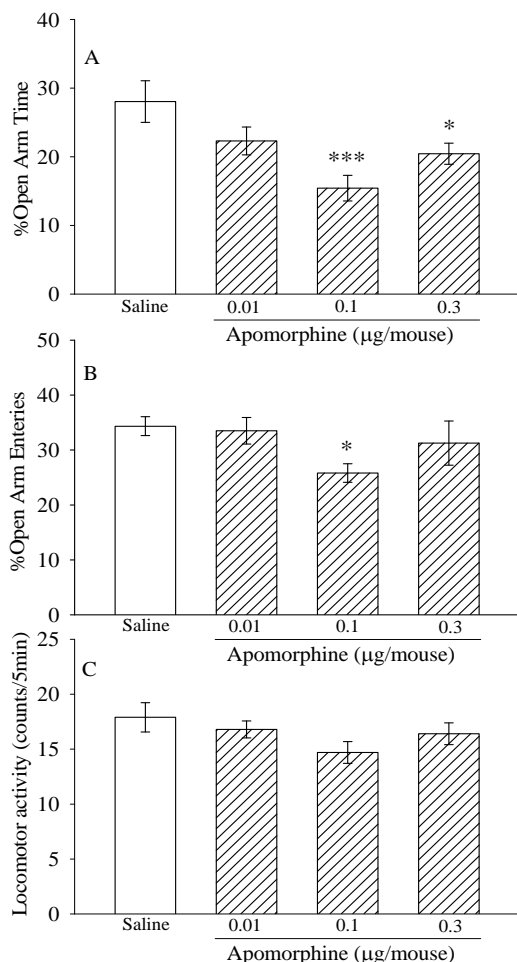 40
A
30
20
10
0
%Open Arm Time
***
*
Saline
0.01
0.1
0.3
Apomorphine (µg/mouse)
50
B
40
30
20
10
0
%Open Arm Enteries
*
Saline
0.01
0.1
0.3
Apomorphine (µg/mouse)
25
C
20
15
10
5
0
Locomotor activity (counts/5min)
Saline
0.01
0.1
0.3
Apomorphine (µg/mouse)